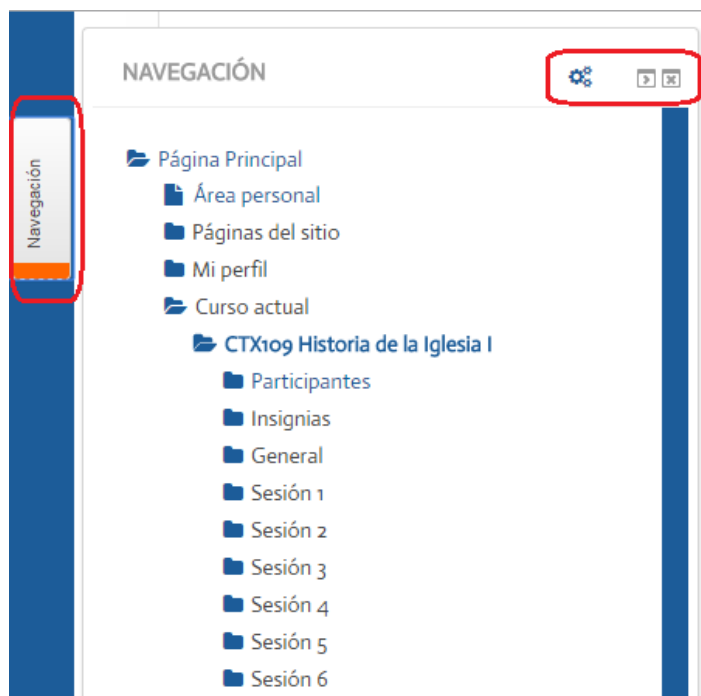 NAVEGACIÓN
Navegación
Página Principal
Área personal
Páginas del sitio
Mi perfil
Curso actual
CTX109 Historia de la Iglesia I
Participantes
Insignias
General
Sesión 1
Sesión 2
Sesión 3
Sesión 4
Sesión 5
Sesión 6